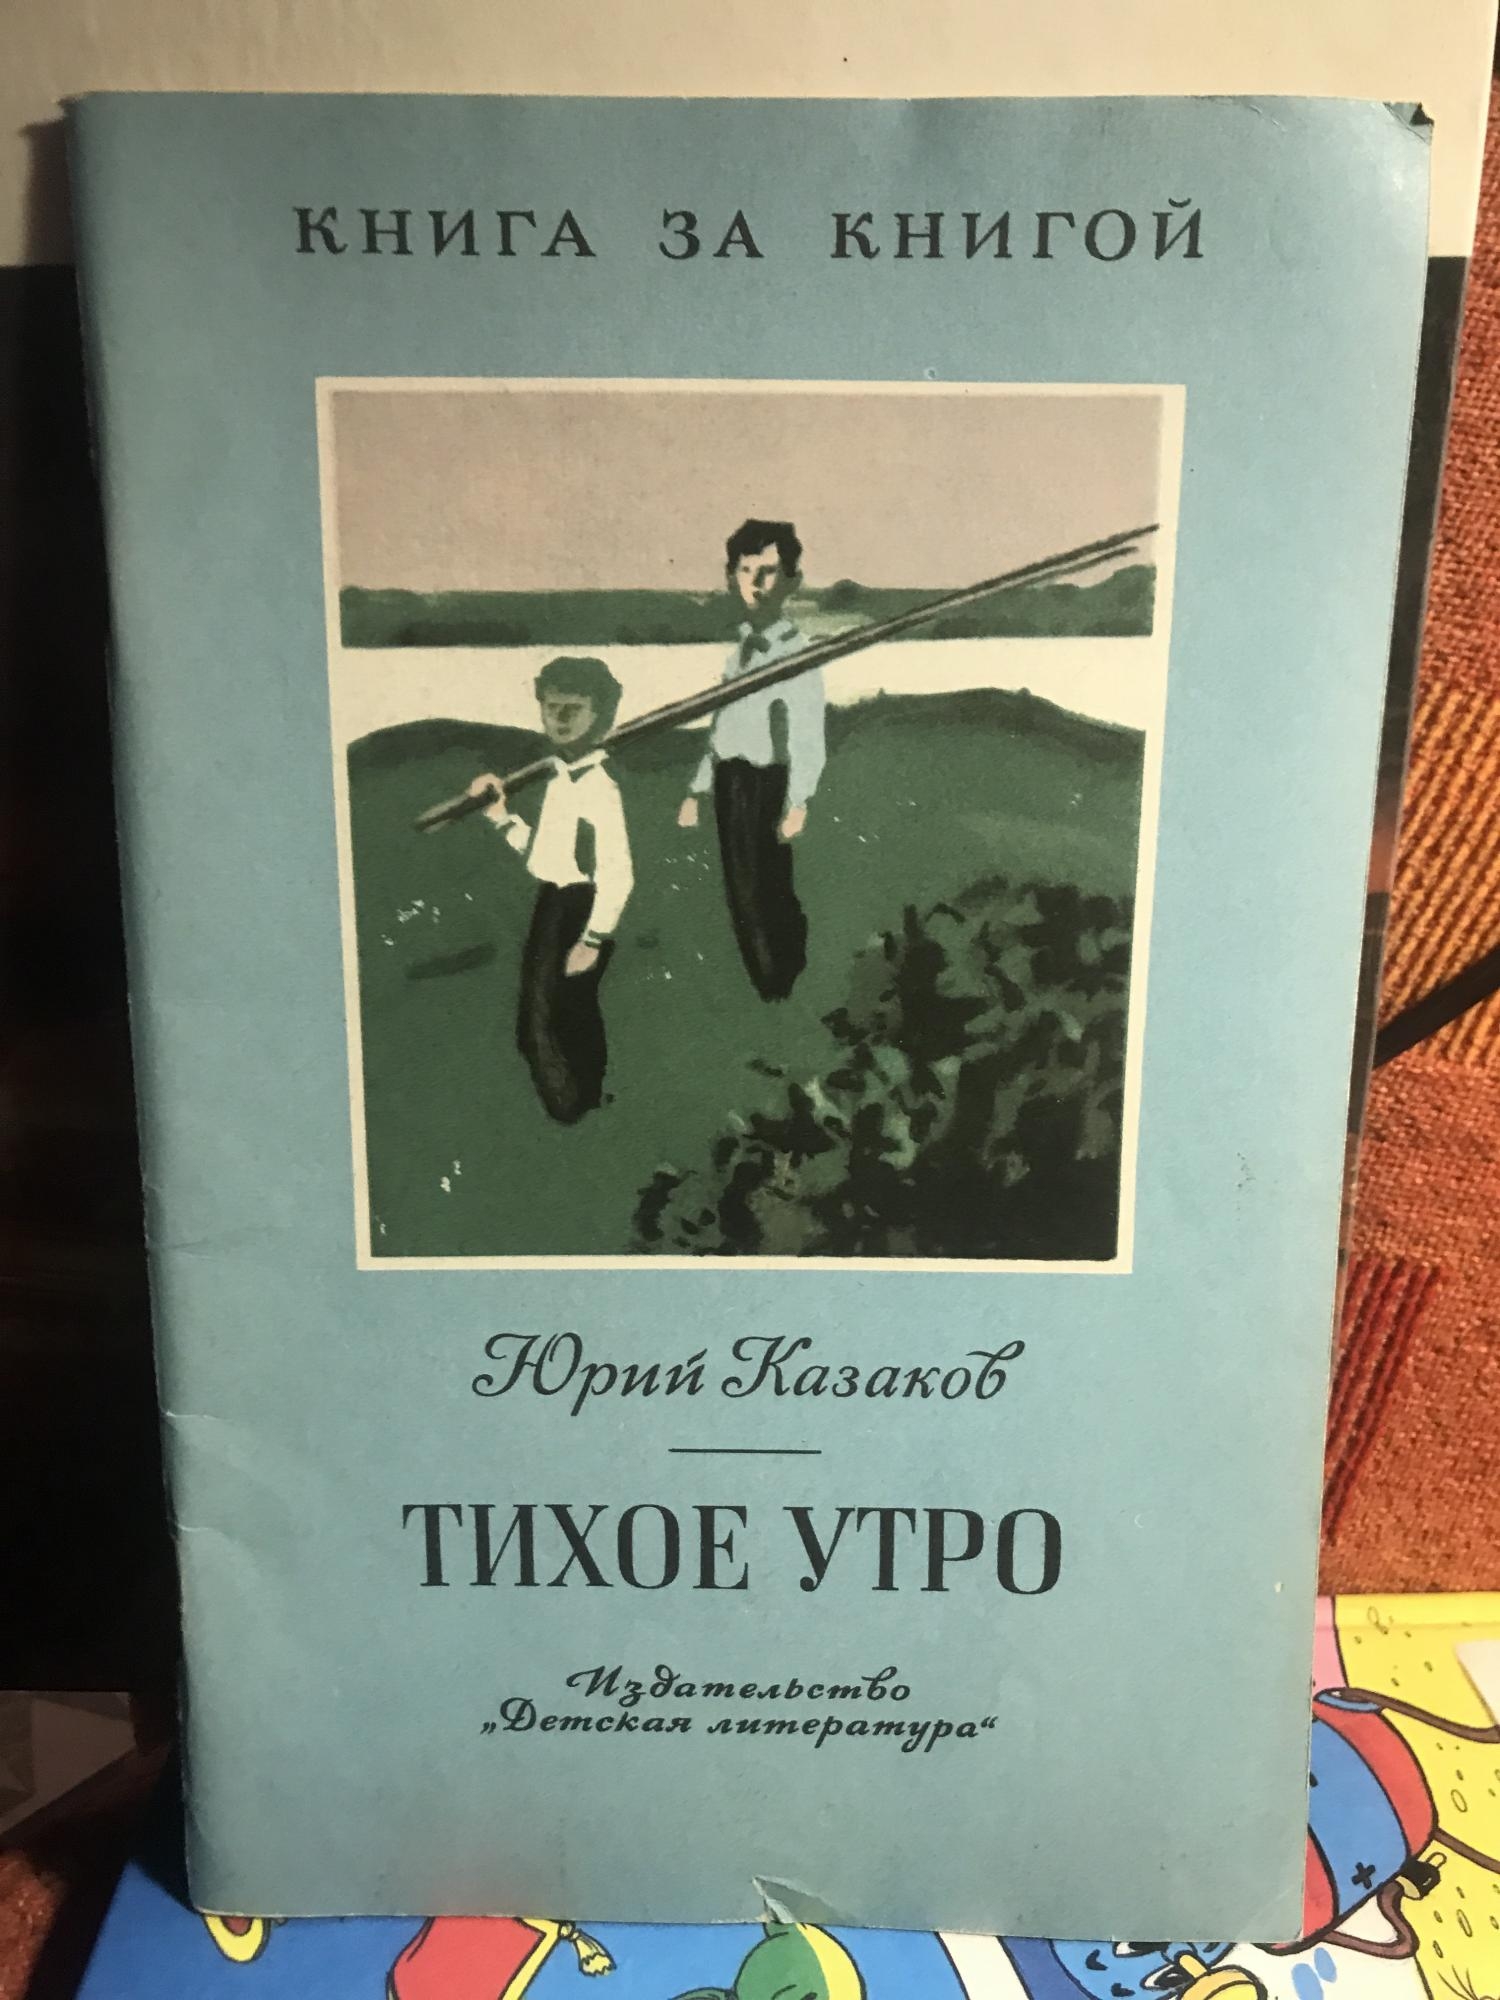 КНИГА ЗА КНИГОЙ
Юрий Казаков
ТИХОЕ УТРО
Издательство
„Детская литература“